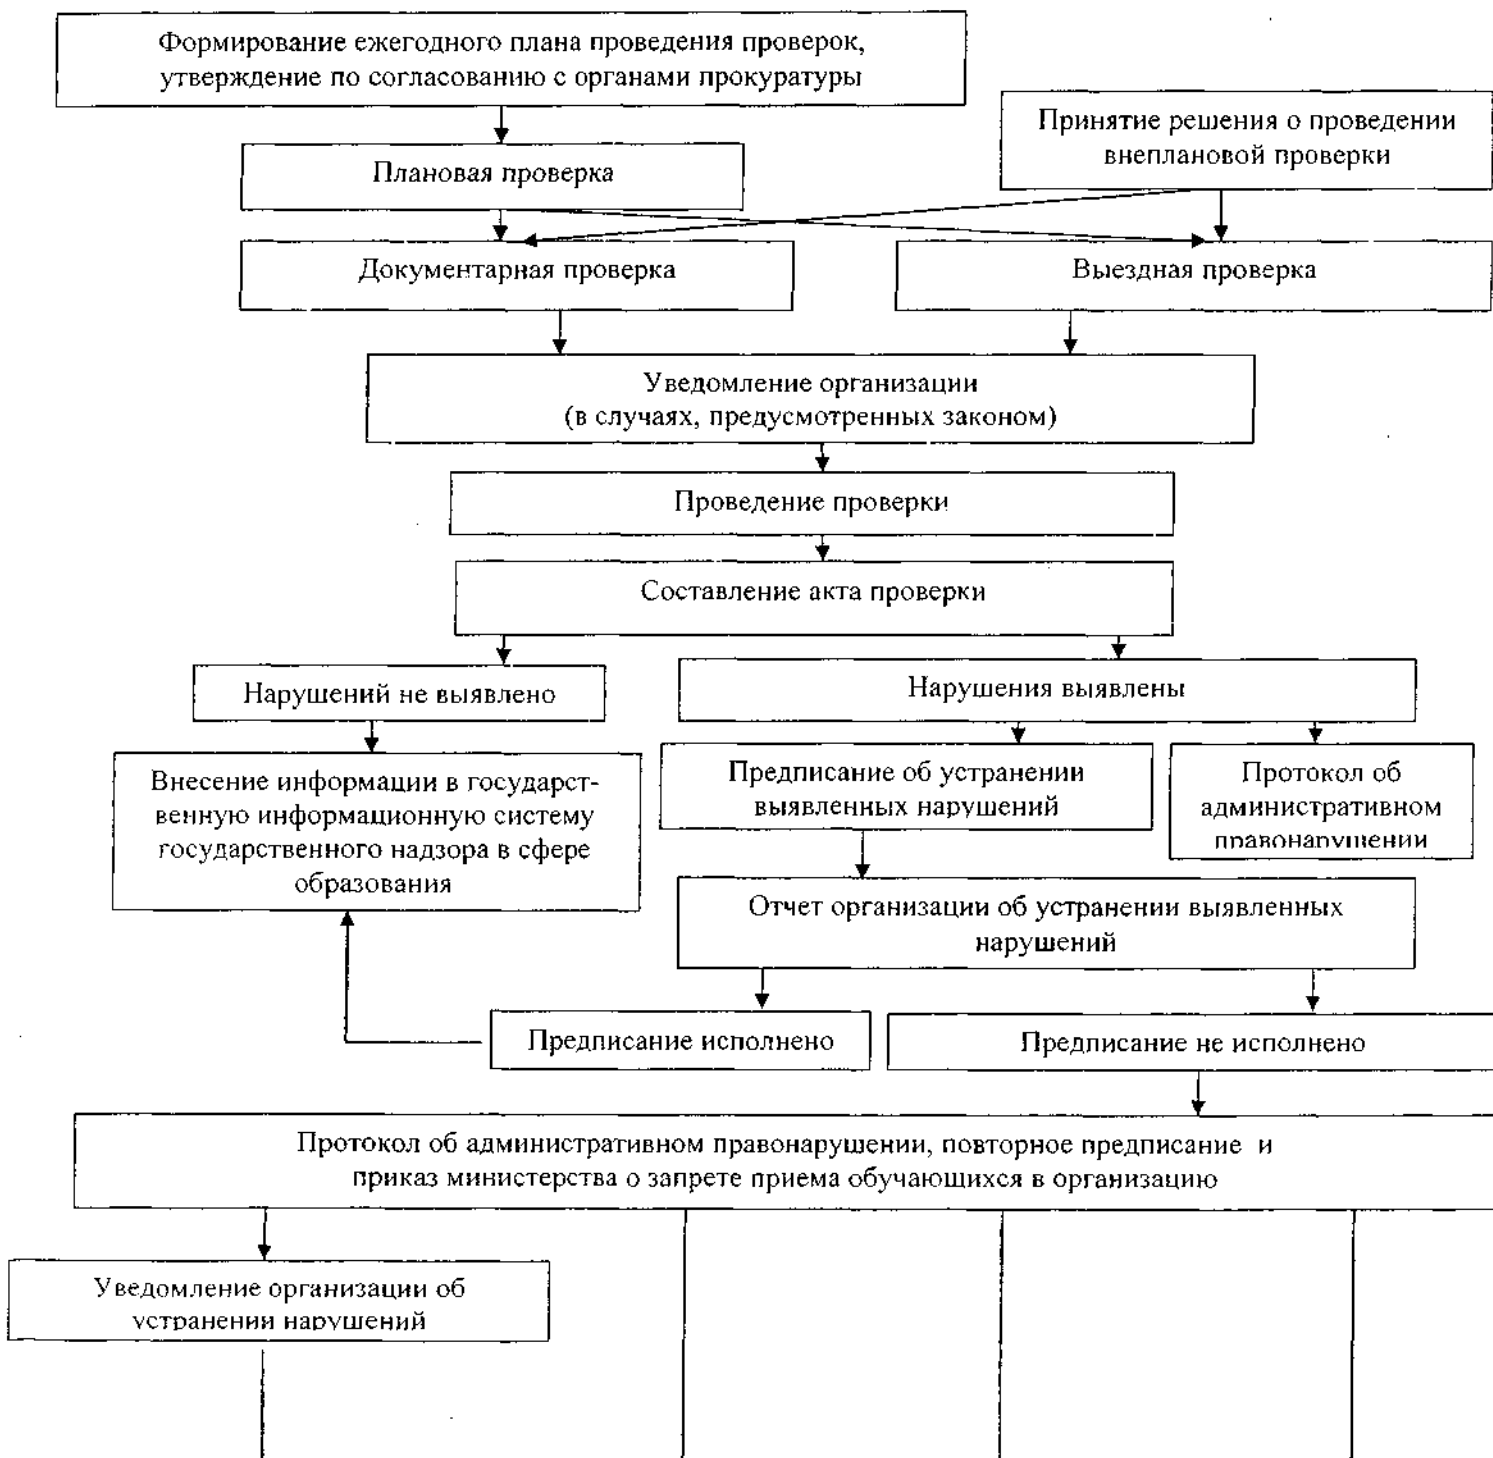 Формирование ежегодного плана проведения проверок,
утверждение по согласованию с органами прокуратуры
Принятие решения о проведении
внеплановой проверки
Плановая проверка
Документарная проверка
Выездная проверка
Уведомление организации
(в случаях, предусмотренных законом)
Проведение проверки
Составление акта проверки
Нарушений не выявлено
Нарушения выявлены
Внесение информации в государст-
венную информационную систему
государственного надзора в сфере
образования
Предписание об устранении
выявленных нарушений
Протокол об
административном
правонарушении
Отчет организации об устранении выявленных
нарушений
Предписание исполнено
Предписание не исполнено
Протокол об административном правонарушении, повторное предписание и
приказ министерства о запрете приема обучающихся в организацию
Уведомление организации об
устранении нарушений